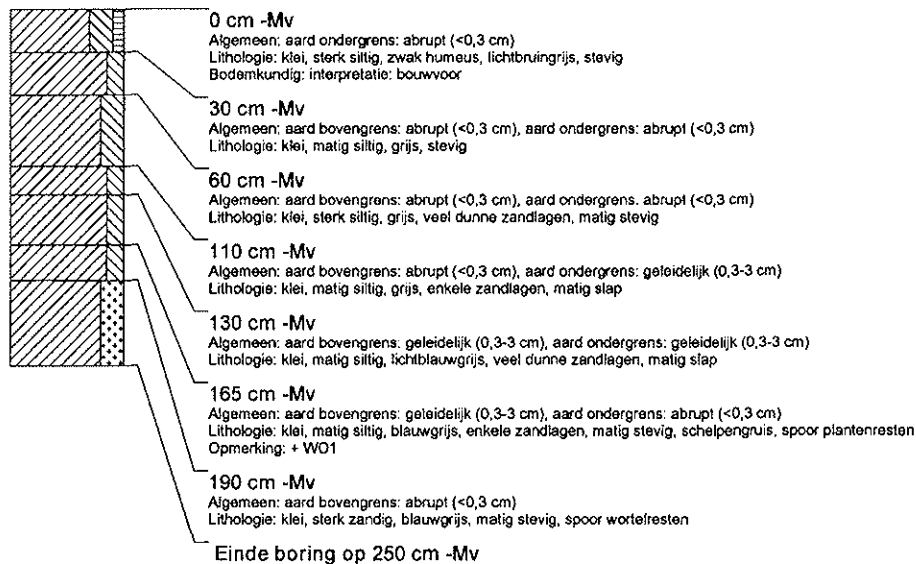 0 cm -Mv
Algemeen: aard ondergrens: abrupt (<0,3 cm)
Lithologie: klei, sterk siltig, zwak humeus, lichtbruingrijs, stevig
Bodemkundig: interpretatie: bouwvoor
30 cm -Mv
Algemeen: aard bovengrens: abrupt (<0,3 cm), aard ondergrens: abrupt (<0,3 cm)
Lithologie: klei, matig siltig, grijs, stevig
60 cm -Mv
Algemeen: aard bovengrens: abrupt (<0,3 cm), aard ondergrens. abrupt (<0,3 cm)
Lithologie: klei, sterk siltig, grijs, veel dunne zandlagen, matig stevig
110 cm -Mv
Algemeen: aard bovengrens: abrupt (<0,3 cm), aard ondergrens: geleidelijk (0,3-3 cm)
Lithologie: klei, matig siltig, grijs, enkele zandlagen, matig slap
130 cm -Mv
Algemeen: aard bovengrens: geleidelijk (0,3-3 cm), aard ondergrens: geleidelijk (0,3-3 cm)
Lithologie: klei, matig siltig, lichtblauwgrijs, veel dunne zandlagen, matig slap
165 cm -Mv
Algemeen: aard bovengrens: geleidelijk (0,3-3 cm), aard ondergrens: abrupt (<0,3 cm)
Lithologie: klei, matig siltig, blauwgrijs, enkele zandlagen, matig stevig, schelpengruis, spoor plantenresten
Opmerking: + WO1
190 cm -Mv
Algemeen: aard bovengrens: abrupt (<0,3 cm)
Lithologie: klei, sterk zandig, blauwgrijs, matig stevig, spoor wortelresten
Einde boring op 250 cm -Mv